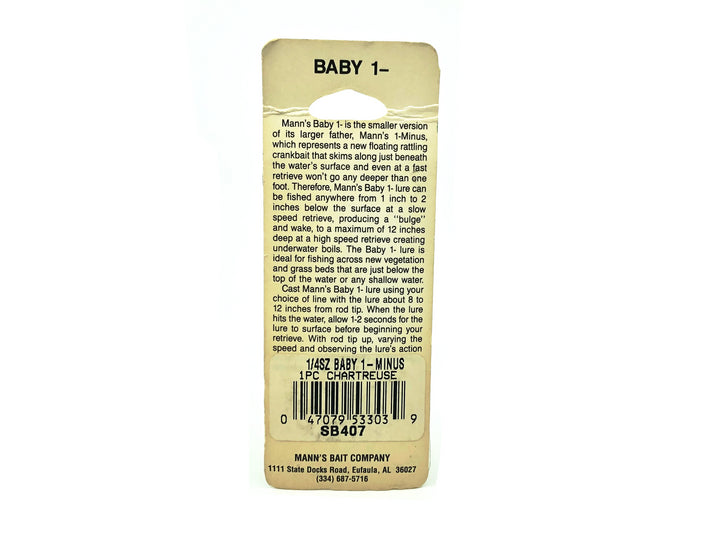 BABY 1–
Mann's Baby 1- is the smaller version
of its larger father, Mann's 1-Minus,
which represents a new floating rattling
crankbait that skims along just beneath
the water's surface and even at a fast
retrieve won't go any deeper than one
foot. Therefore, Mann's Baby 1- lure can
be fished anywhere from 1 inch to 2
inches below the surface at a slow
speed retrieve, producing a "bulge"
and wake, to a maximum of 12 inches
deep at a high speed retrieve creating
underwater boils. The Baby 1- lure is
ideal for fishing across new vegetation
and grass beds that are just below the
top of the water or any shallow water.
Cast Mann's Baby 1- lure using your
choice of line with the lure about 8 to
12 inches from rod tip. When the lure
hits the water, allow 1-2 seconds for the
lure to surface before beginning your
retrieve. With rod tip up, varying the
speed and observing the lure's action
1/4SZ BABY 1-MINUS
1PC CHARTREUSE
0 47079 53303 9
SB407
MANN'S BAIT COMPANY
1111 State Docks Road, Eufaula, AL 36027
(334) 687-5716